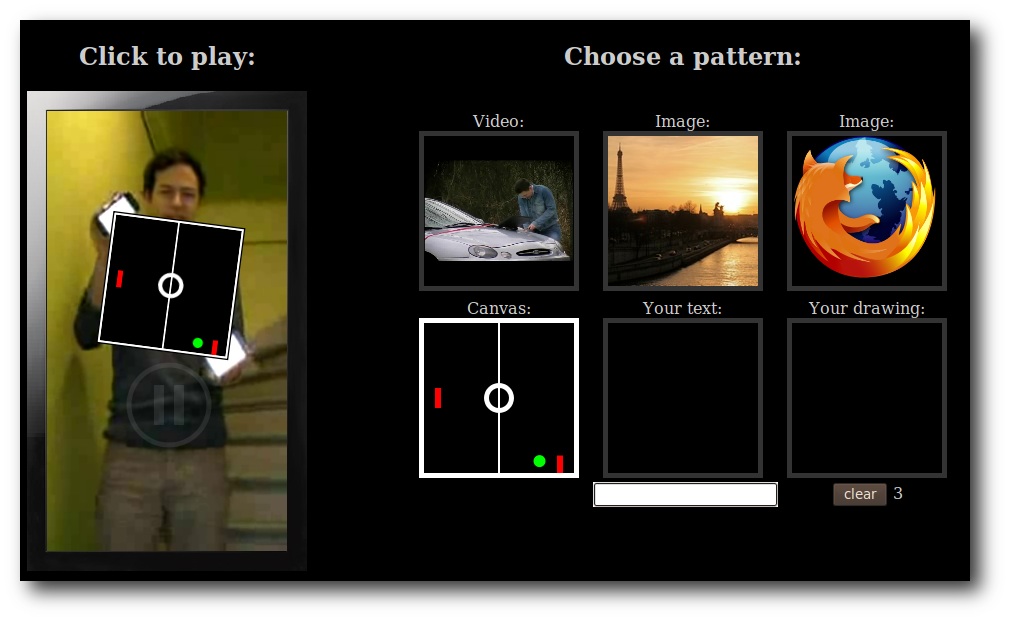 Click to play:
Choose a pattern:
Video:
Image:
Image:
Canvas:
Your text:
Your drawing:
clear 3